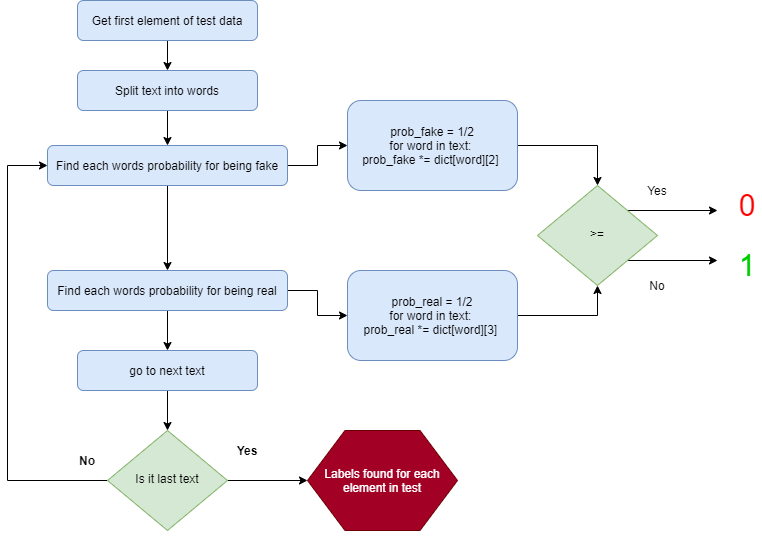 Get first element of test data
Split text into words
Find each words probability for being fake
prob_fake = 1/2
for word in text:
prob_fake *= dict[word][2]
Yes
0
>=
1
No
Find each words probability for being real
prob_real = 1/2
for word in text:
prob_real *= dict[word][3]
go to next text
No
Is it last text
Yes
Labels found for each
element in test